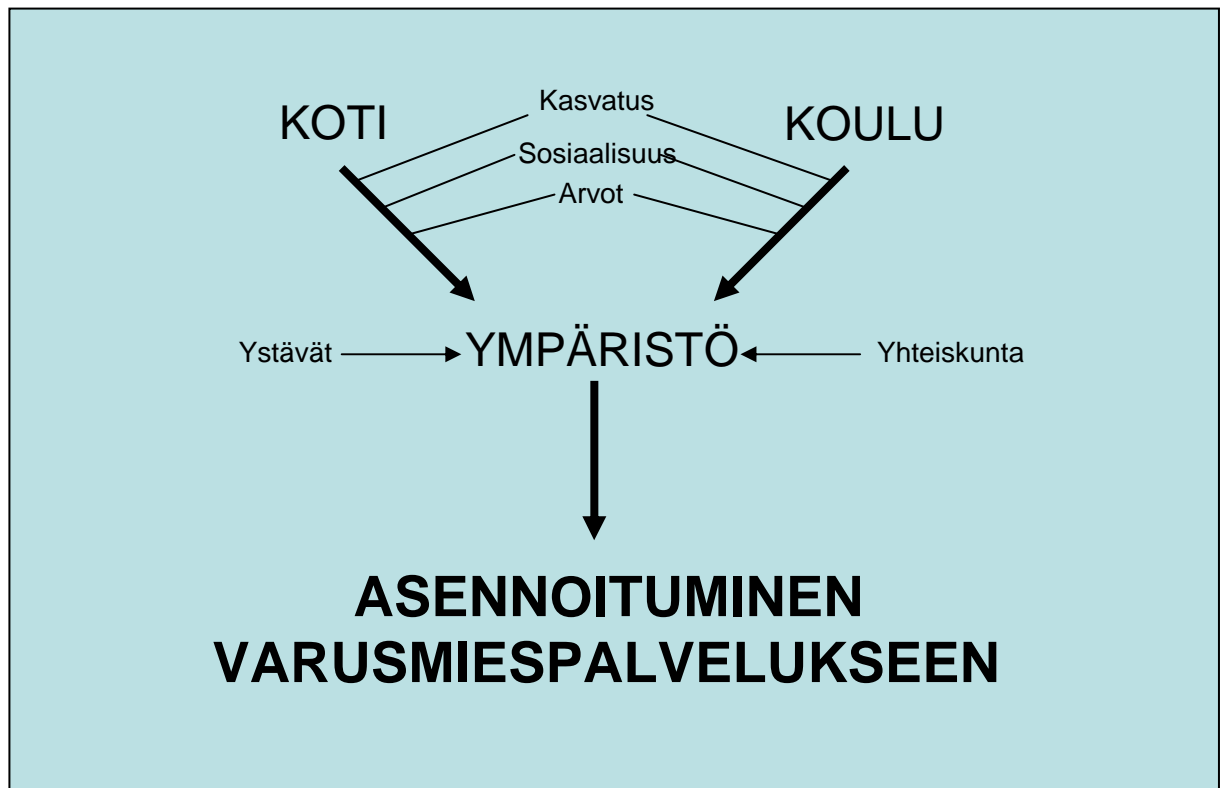 KOTI
Kasvatus
KOULU
Sosiaalisuus
Arvot
Ystävät
YMPÄRISTÖ
Yhteiskunta
ASENNOITUMINEN
VARUSMIESPALVELUKSEEN